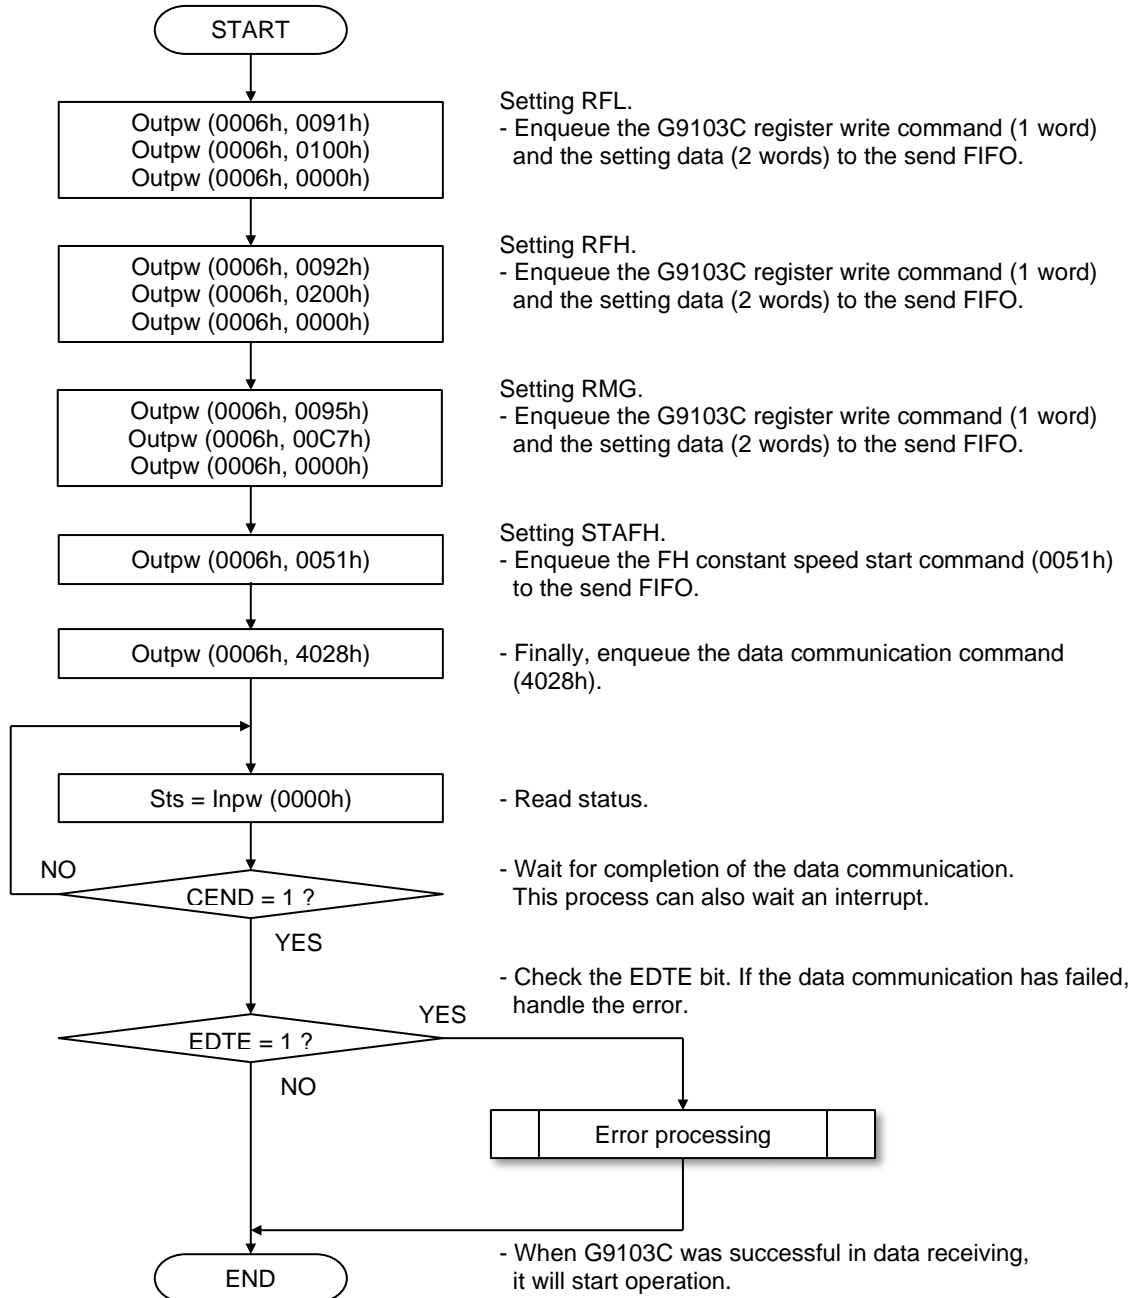 START
Outpw (0006h, 0091h)
Outpw (0006h, 0100h)
Outpw (0006h, 0000h)
Setting RFL.
- Enqueue the G9103C register write command (1 word)
and the setting data (2 words) to the send FIFO.
Outpw (0006h, 0092h)
Outpw (0006h, 0200h)
Outpw (0006h, 0000h)
Setting RFH.
- Enqueue the G9103C register write command (1 word)
and the setting data (2 words) to the send FIFO.
Outpw (0006h, 0095h)
Outpw (0006h, 00C7h)
Outpw (0006h, 0000h)
Setting RMG.
- Enqueue the G9103C register write command (1 word)
and the setting data (2 words) to the send FIFO.
Outpw (0006h, 0051h)
Setting STAFH.
- Enqueue the FH constant speed start command (0051h)
to the send FIFO.
Outpw (0006h, 4028h)
- Finally, enqueue the data communication command
(4028h).
Sts = Inpw (0000h)
- Read status.
NO
CEND = 1 ?
YES
- Wait for completion of the data communication.
This process can also wait an interrupt.
- Check the EDTE bit. If the data communication has failed,
handle the error.
YES
EDTE = 1 ?
NO
Error processing
- When G9103C was successful in data receiving,
it will start operation.
END